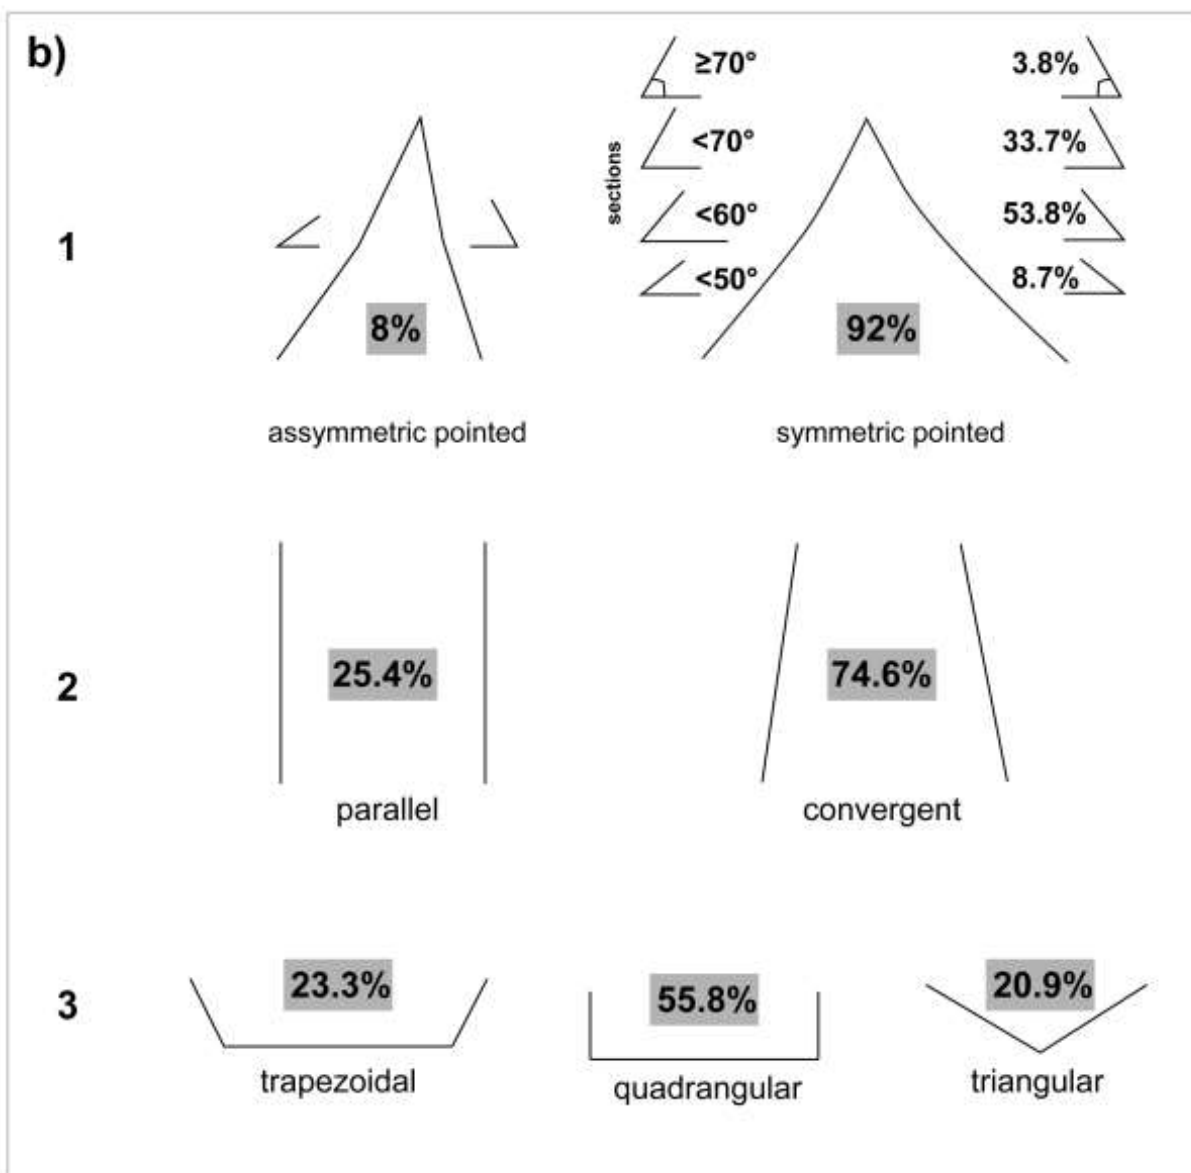 b)
≥70° 3.8%
<70° 33.7%
sections
<60° 53.8%
<50° 8.7%
1
8% 92%
assymmetric pointed symmetric pointed
2
25.4% 74.6%
parallel convergent
3
23.3% 55.8% 20.9%
trapezoidal quadrangular triangular